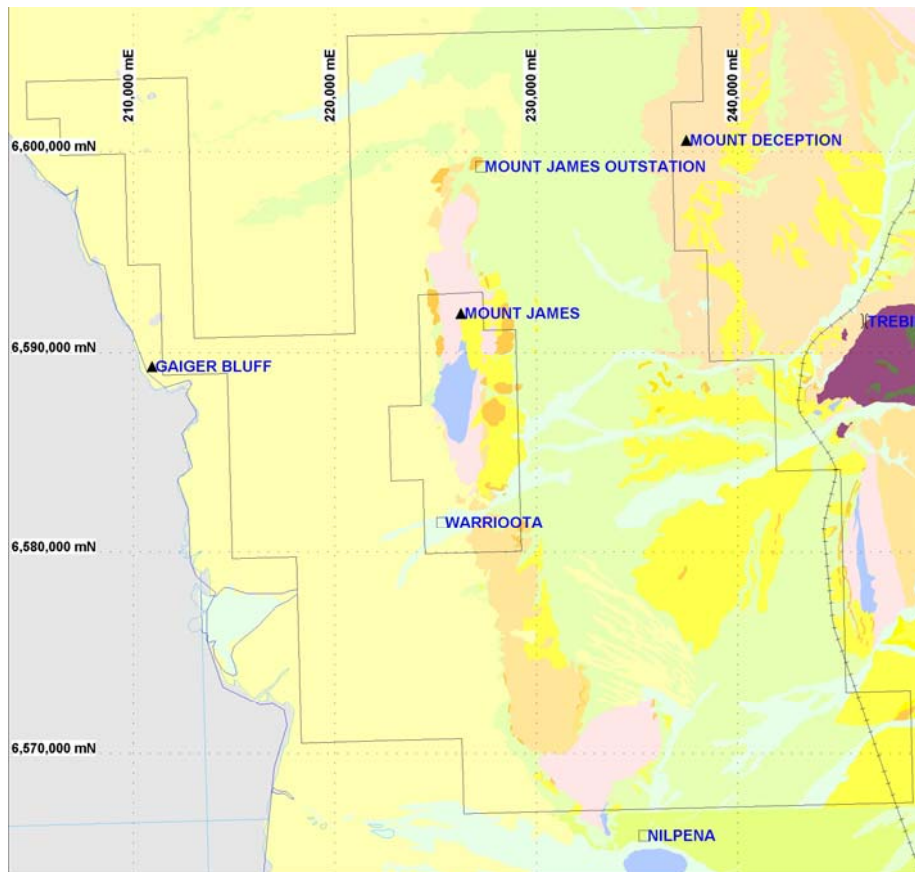 210,000 mE
220,000 mE
230,000 mE
240,000 mE
6,600,000 mN
MOUNT DECEPTION
MOUNT JAMES OUTSTATION
MOUNT JAMES
TREBI
6,590,000 mN
GAIGER BLUFF
WARRIOOTA
6,580,000 mN
6,570,000 mN
NILPENA